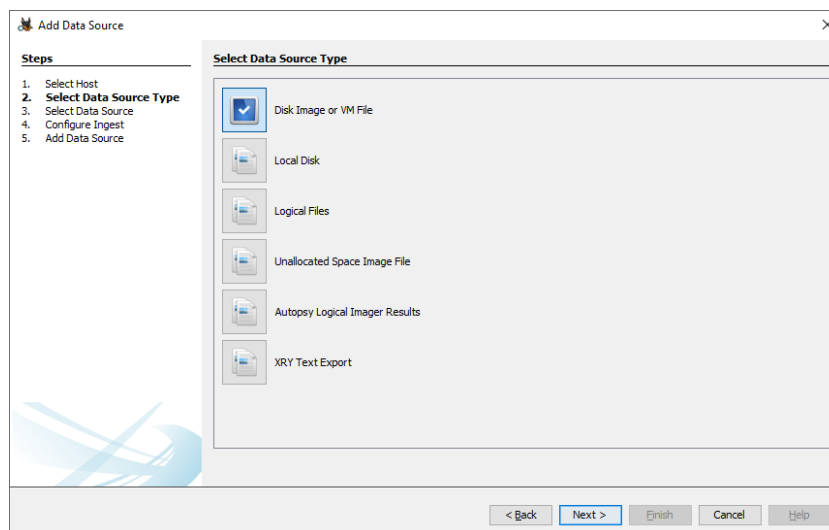 Add Data Source
Steps
1. Select Host
2. Select Data Source Type
3. Select Data Source
4. Configure Ingest
5. Add Data Source
Select Data Source Type
Disk Image or VM File
Local Disk
Logical Files
Unallocated Space Image File
Autopsy Logical Imager Results
XRY Text Export
< Back Next > Finish Cancel Help